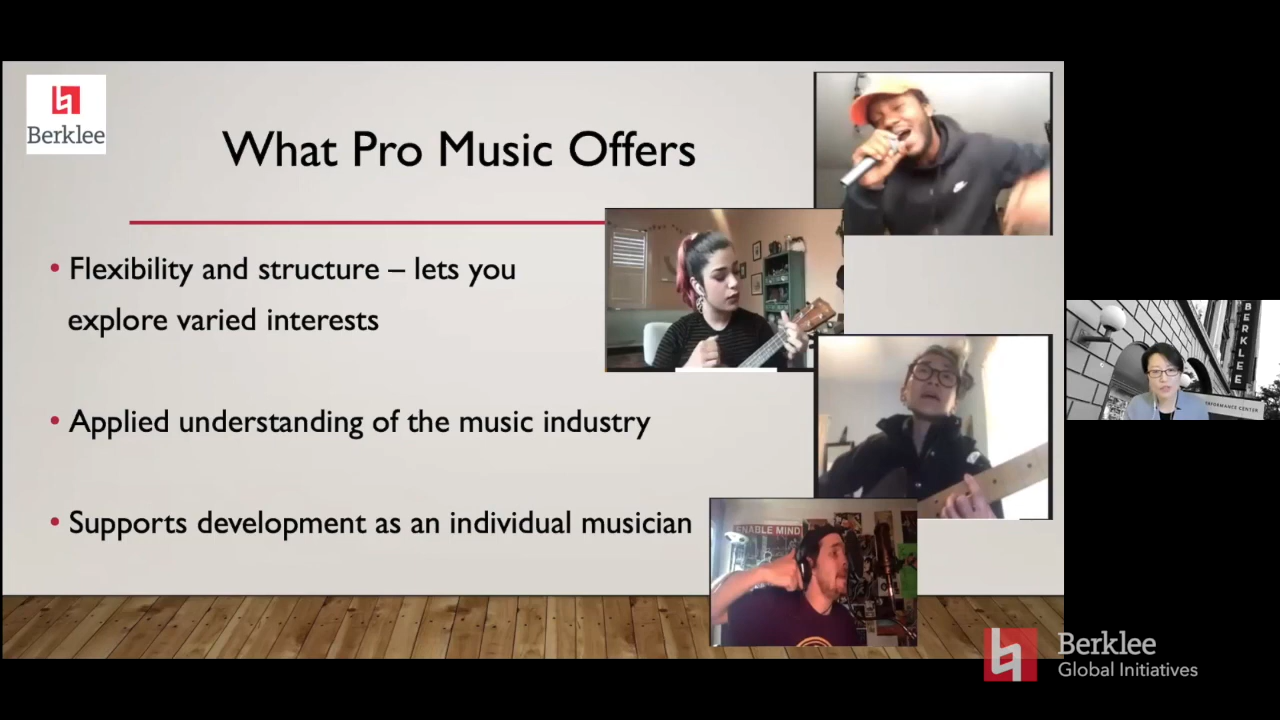 Berklee
What Pro Music Offers
• Flexibility and structure – lets you
explore varied interests
• Applied understanding of the music industry
• Supports development as an individual musician
ENABLE MIND
BERKLEE
PERFORMANCE CENTER
Berklee
Global Initiatives